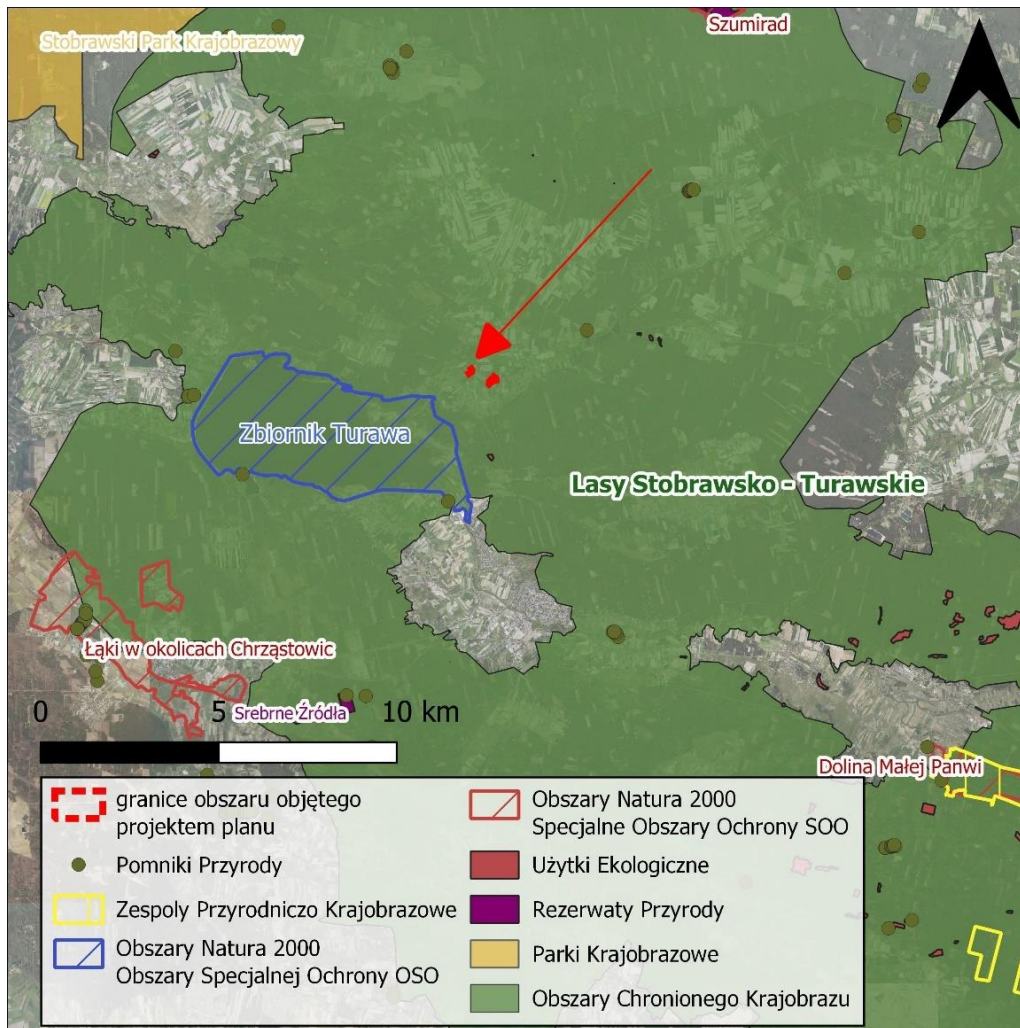 Szumirad
Stobrawski Park Krajobrazowy
Zbiornik Turawa
Lasy Stobrawsko - Turawskie
Łąki w okolicach Chrząstowic
Srebrne Źródła
0 5 10 km
Dolina Małej Panwi
granice obszaru objętego
projektem planu
Pomniki Przyrody
Zespoły Przyrodniczo Krajobrazowe
Obszary Natura 2000
Obszary Specjalnej Ochrony OSO
Obszary Natura 2000
Specjalne Obszary Ochrony SOO
Użytki Ekologiczne
Rezerwaty Przyrody
Parki Krajobrazowe
Obszary Chronionego Krajobrazu